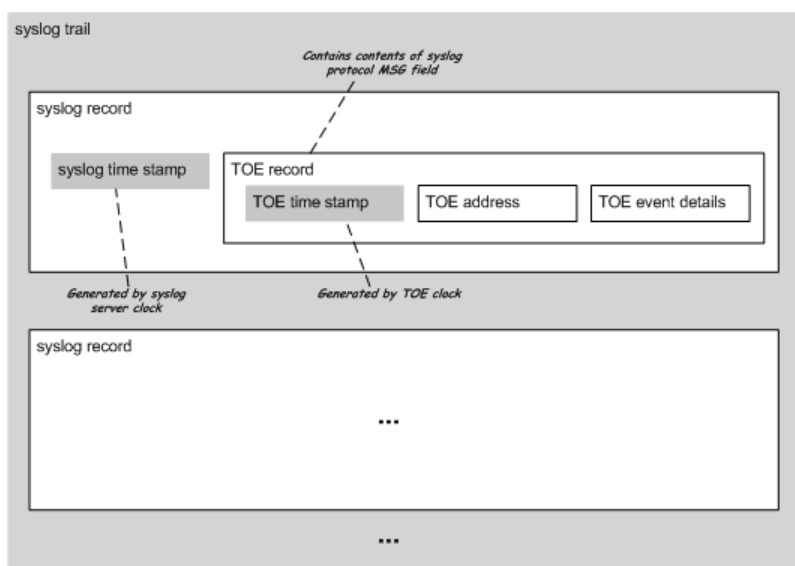 syslog trail
Contains contents of syslog
protocol MSG field
syslog record
syslog time stamp
TOE record
TOE time stamp
TOE address
TOE event details
Generated by syslog
server clock
Generated by TOE clock
syslog record
...
...